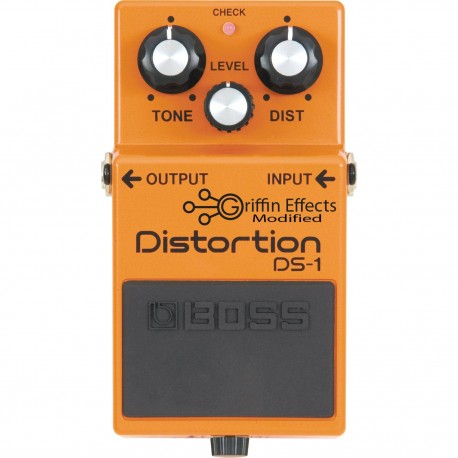 CHECK
LEVEL
TONE DIST
← OUTPUT INPUT ←
Griffin Effects
Modified
Distortion
DS-1
BOSS